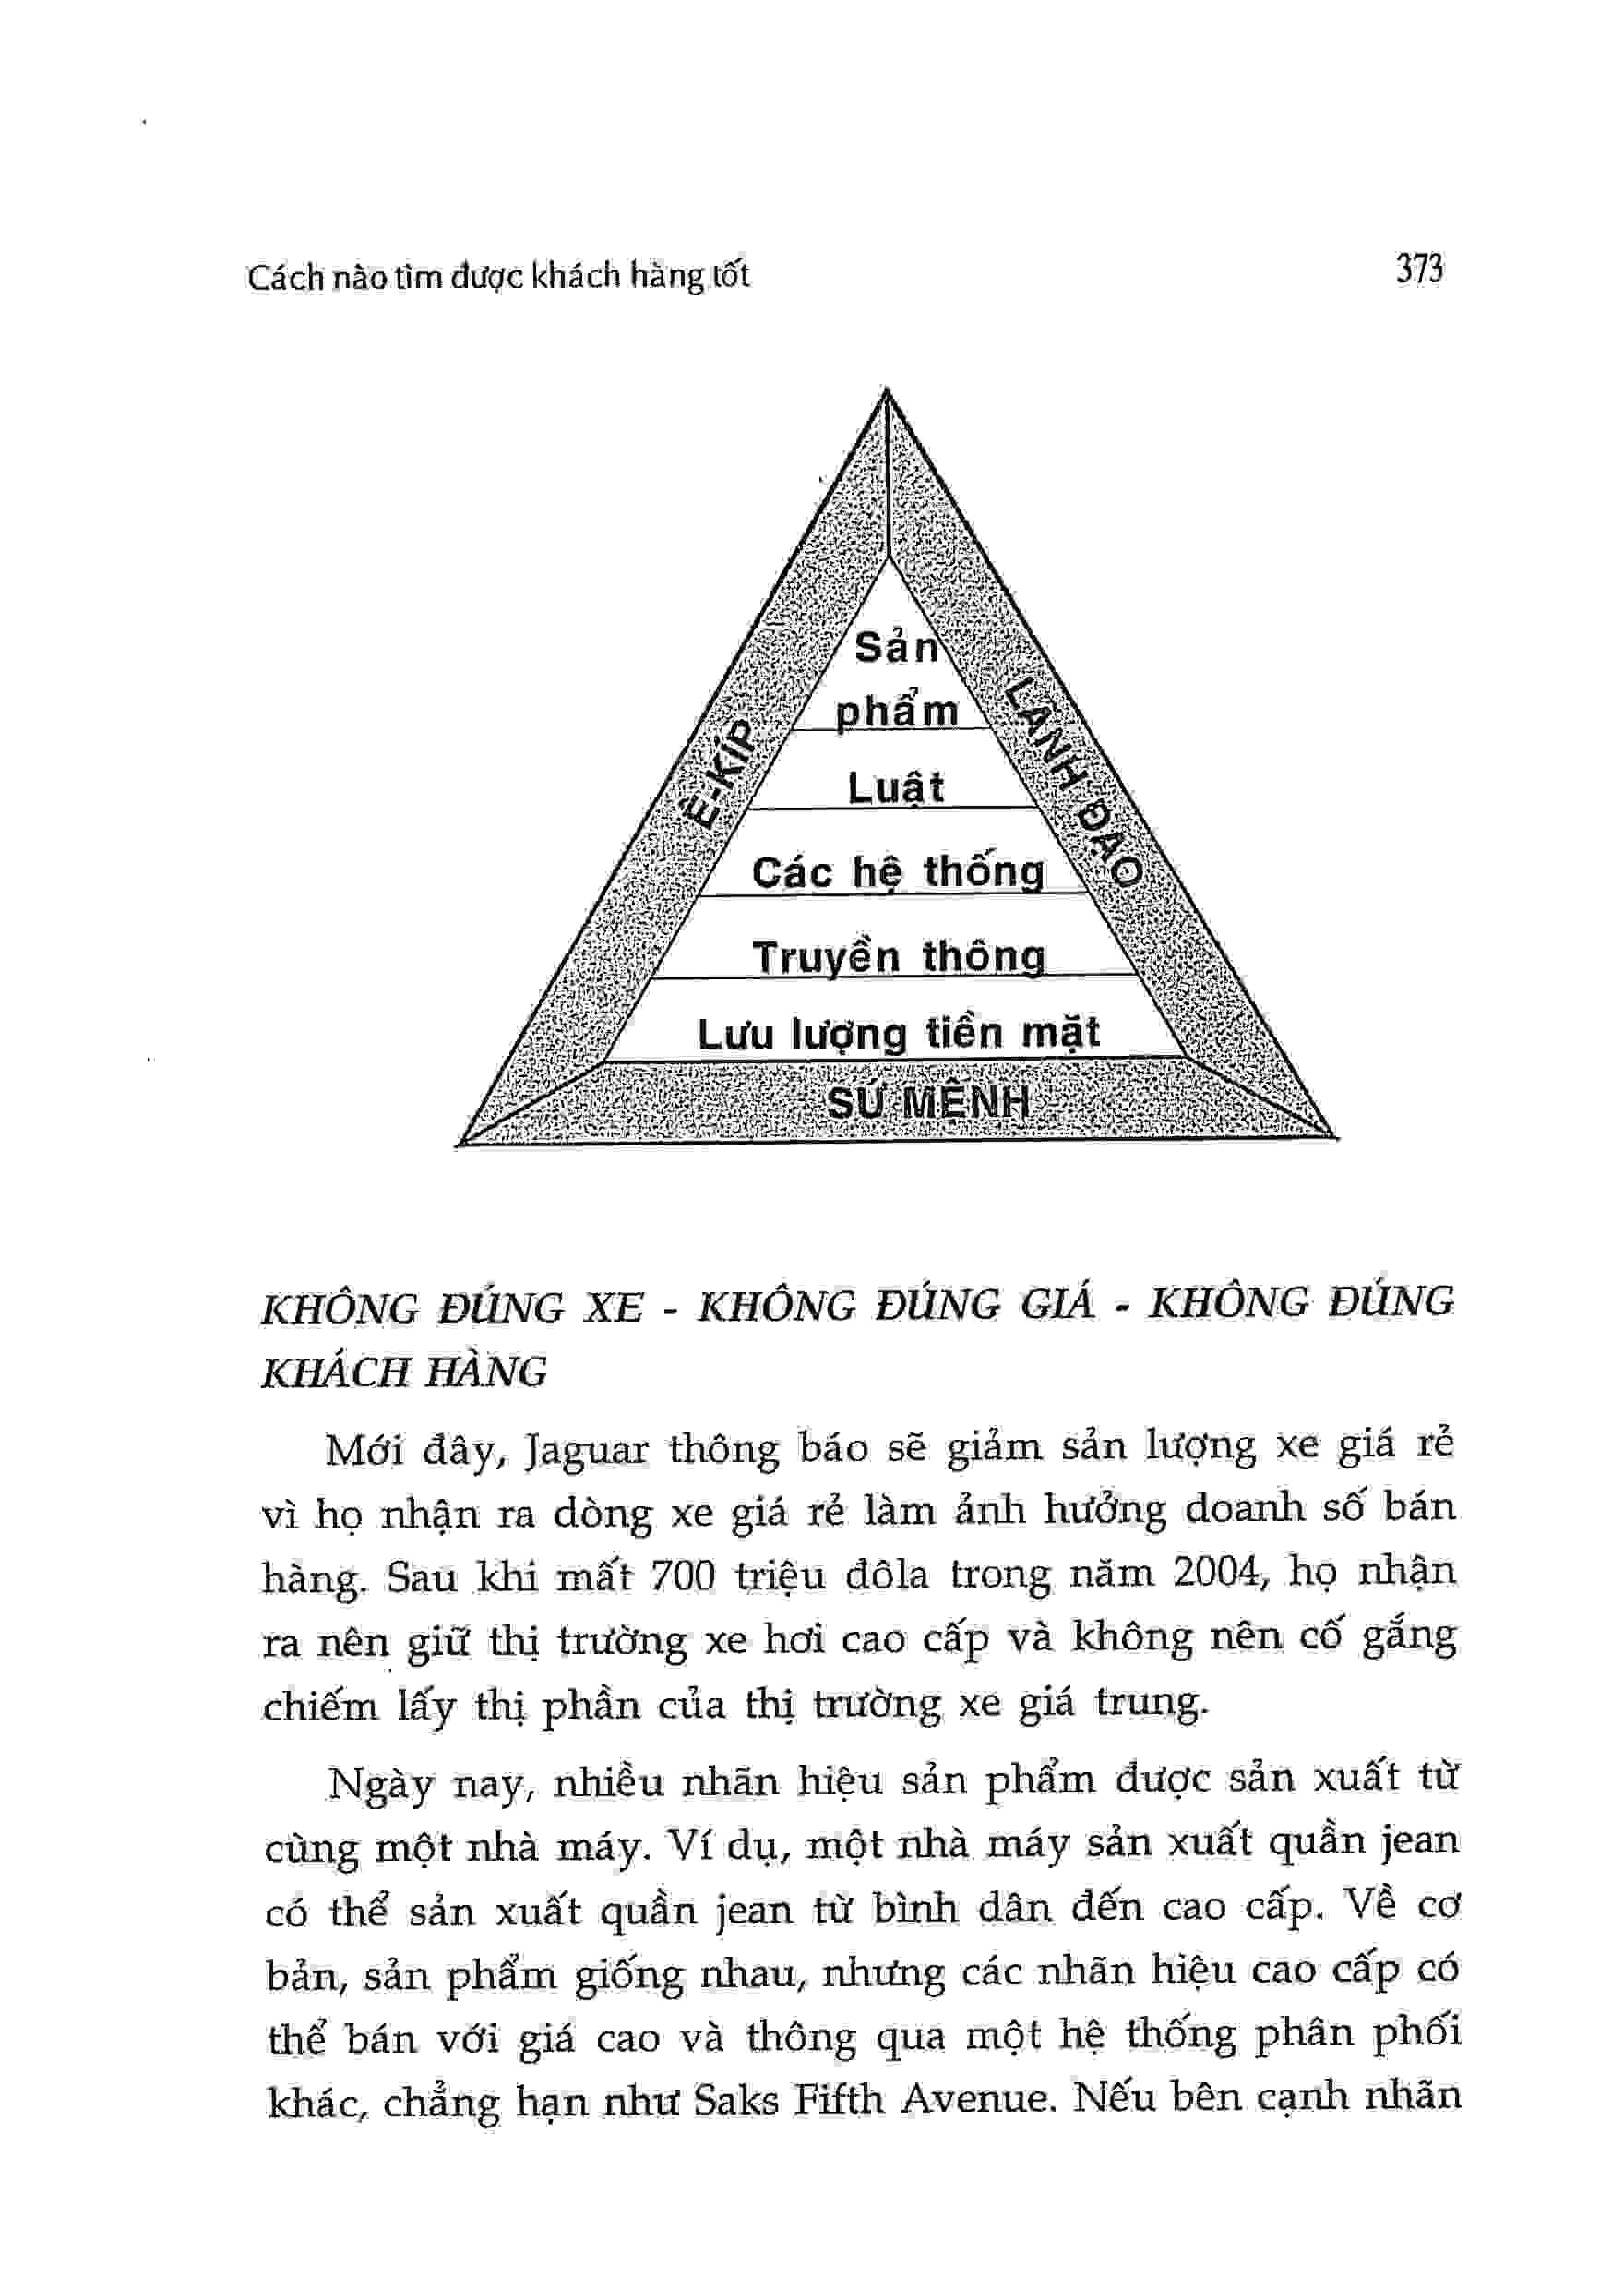 Cách nào tìm được khách hàng tốt
373
Sản
phẩm
Ê-KÍP
LÃNH ĐẠO
Luật
Các hệ thống
Truyền thông
Lưu lượng tiền mặt
SỨ MỆNH
KHÔNG ĐÚNG XE - KHÔNG ĐÚNG GIÁ - KHÔNG ĐÚNG
KHÁCH HÀNG
Mới đây, Jaguar thông báo sẽ giảm sản lượng xe giá rẻ
vì họ nhận ra dòng xe giá rẻ làm ảnh hưởng doanh số bán
hàng. Sau khi mất 700 triệu đôla trong năm 2004, họ nhận
ra nên giữ thị trường xe hơi cao cấp và không nên cố gắng
chiếm lấy thị phần của thị trường xe giá trung.
Ngày nay, nhiều nhãn hiệu sản phẩm được sản xuất từ
cùng một nhà máy. Ví dụ, một nhà máy sản xuất quần jean
có thể sản xuất quần jean từ bình dân đến cao cấp. Về cơ
bản, sản phẩm giống nhau, nhưng các nhãn hiệu cao cấp có
thể bán với giá cao và thông qua một hệ thống phân phối
khác, chẳng hạn như Saks Fifth Avenue. Nếu bên cạnh nhãn